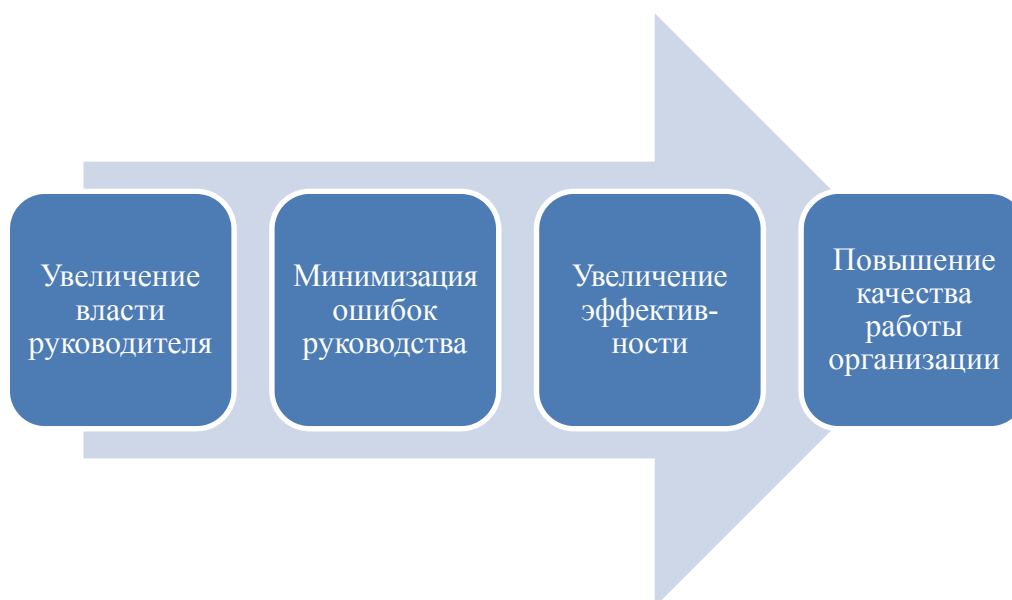 Увеличение
власти
руководителя
Минимизация
ошибок
руководства
Увеличение
эффектив-
ности
Повышение
качества
работы
организации